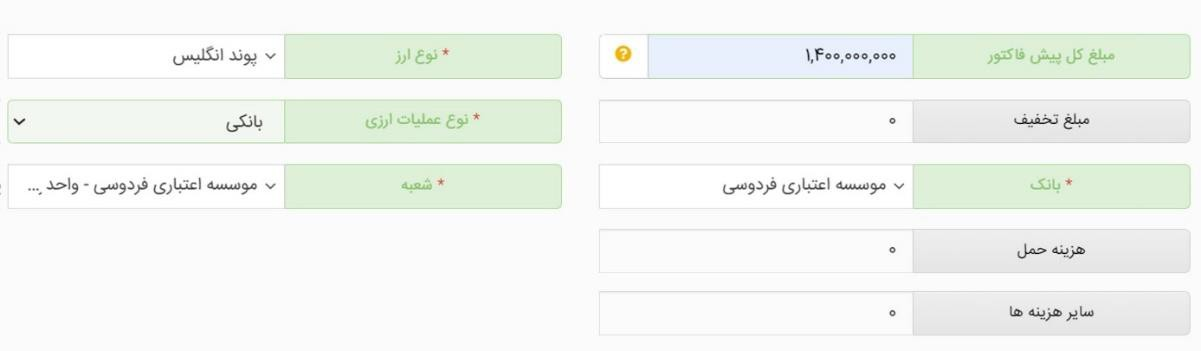 مبلغ کل پیش فاکتور ۱,۴۰۰,۰۰۰,۰۰۰ ? * نوع ارز پوند انگلیس
مبلغ تخفیف ۰ * نوع عملیات ارزی بانکی
* بانک موسسه اعتباری فردوسی * شعبه موسسه اعتباری فردوسی - واحد ...
هزینه حمل ۰
سایر هزینه ها ۰